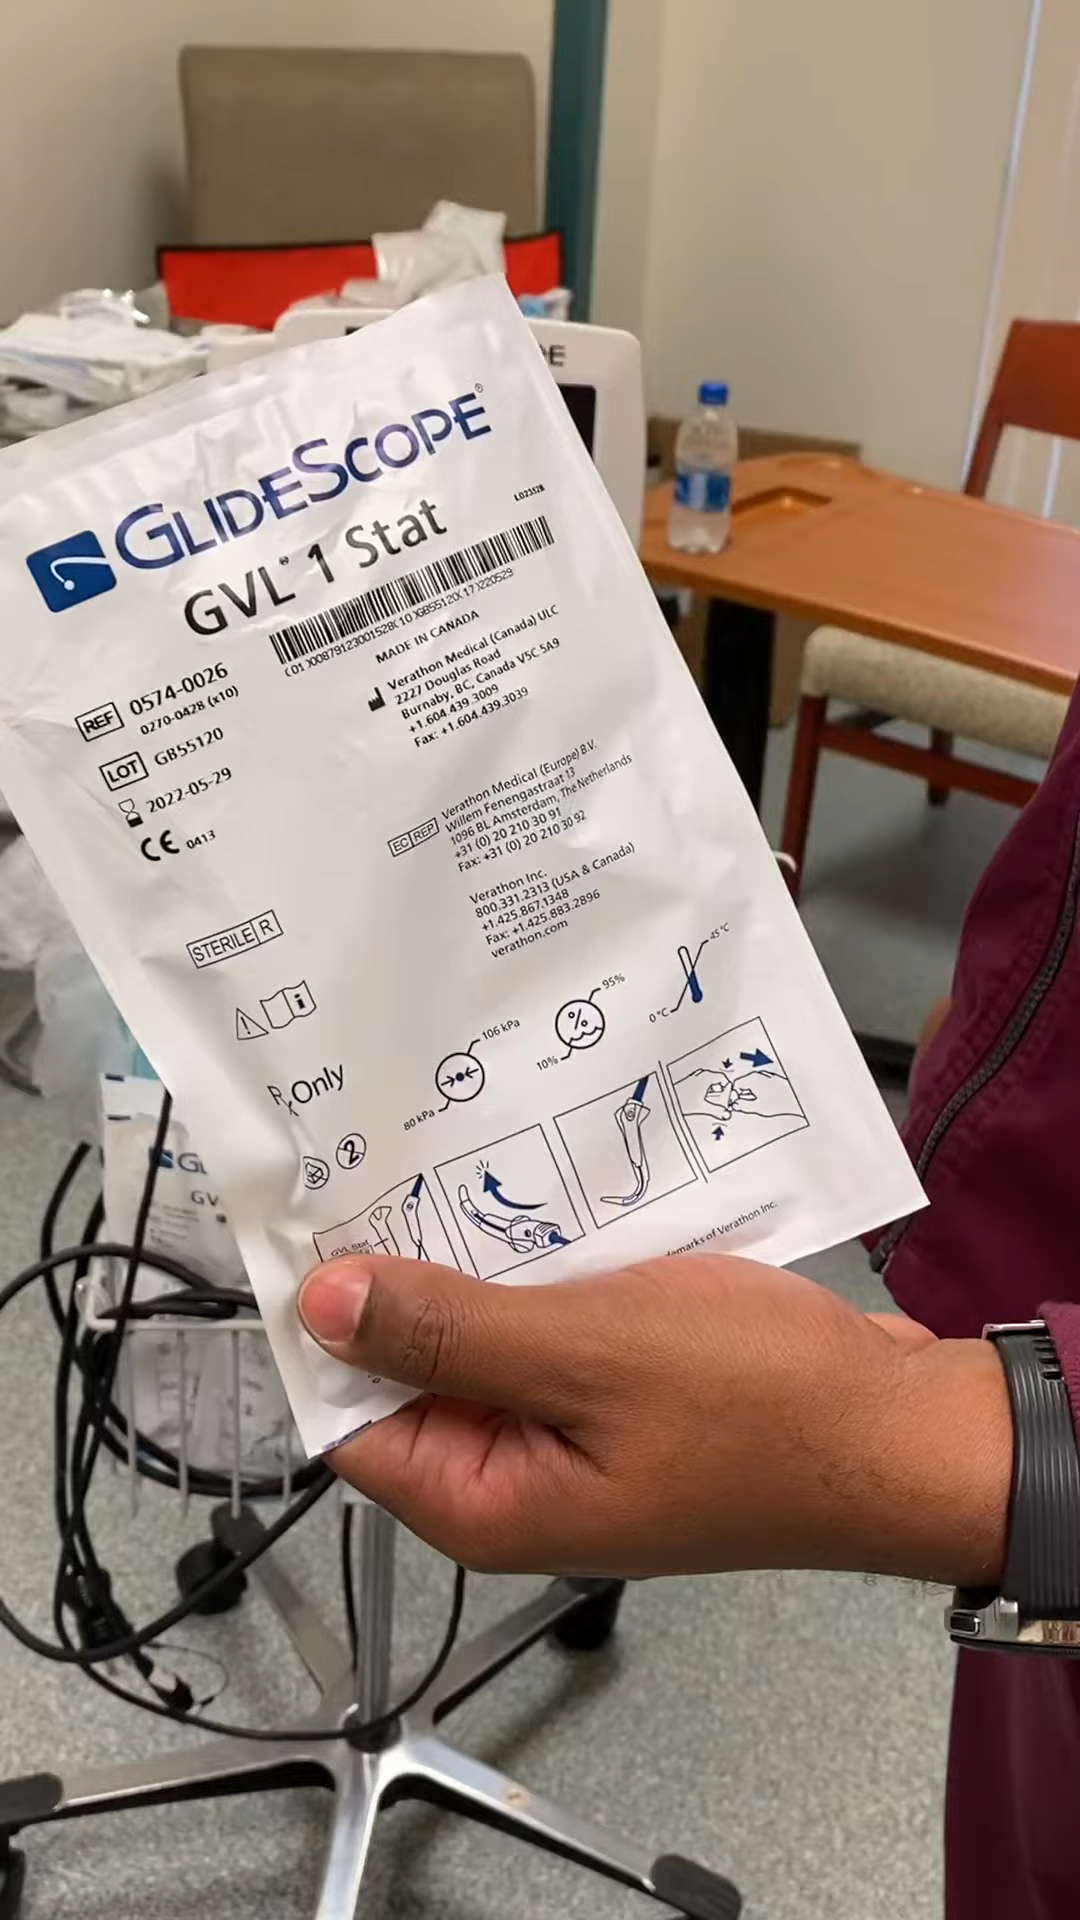 GLIDESCOPE®
GVL® 1 Stat
L02352B
(01)00879123001528(10)GB55120(17)220529
MADE IN CANADA
REF 0574-0026
0270-0428 (x10)
LOT GB55120
2022-05-29
CE 0413
Verathon Medical (Canada) ULC
2227 Douglas Road
Burnaby, BC, Canada V5C 5A9
+1.604.439.3009
Fax: +1.604.439.3039
EC REP
Verathon Medical (Europe) B.V.
Willem Fenengastraat 13
1096 BL Amsterdam, The Netherlands
+31 (0) 20 210 30 91
Fax: +31 (0) 20 210 30 92
Verathon Inc.
800.331.2313 (USA & Canada)
+1.425.867.1348
Fax: +1.425.883.2896
verathon.com
STERILE R
i
Rx Only
2
106 kPa
80 kPa
%
95%
10%
45 °C
0 °C
GVL Stat
of Verathon Inc.
GV